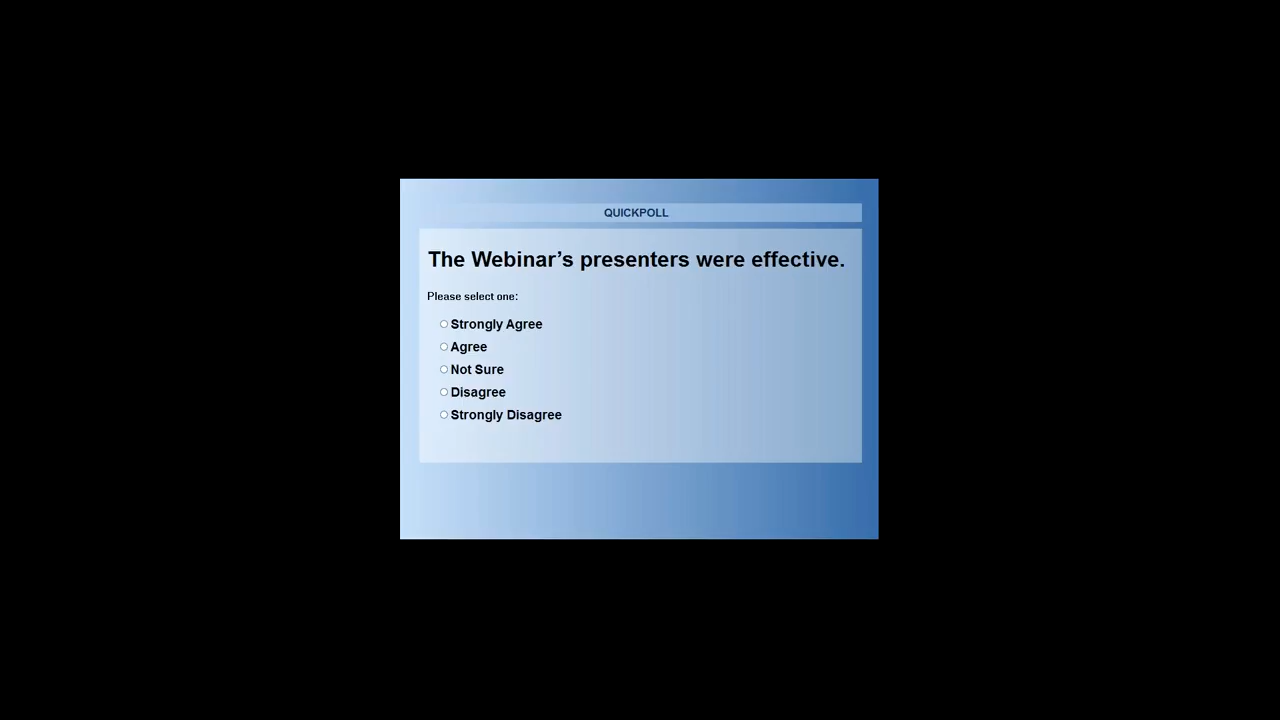 QUICKPOLL
The Webinar’s presenters were effective.
Please select one:
Strongly Agree
Agree
Not Sure
Disagree
Strongly Disagree